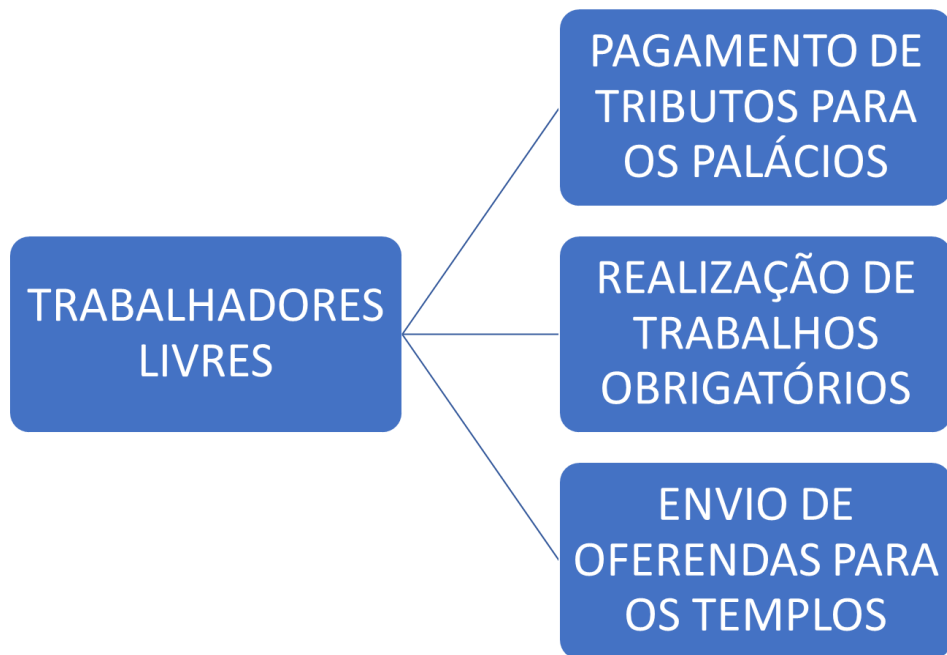 TRABALHADORES
LIVRES
PAGAMENTO DE
TRIBUTOS PARA
OS PALÁCIOS
REALIZAÇÃO DE
TRABALHOS
OBRIGATÓRIOS
ENVIO DE
OFERENDAS PARA
OS TEMPLOS